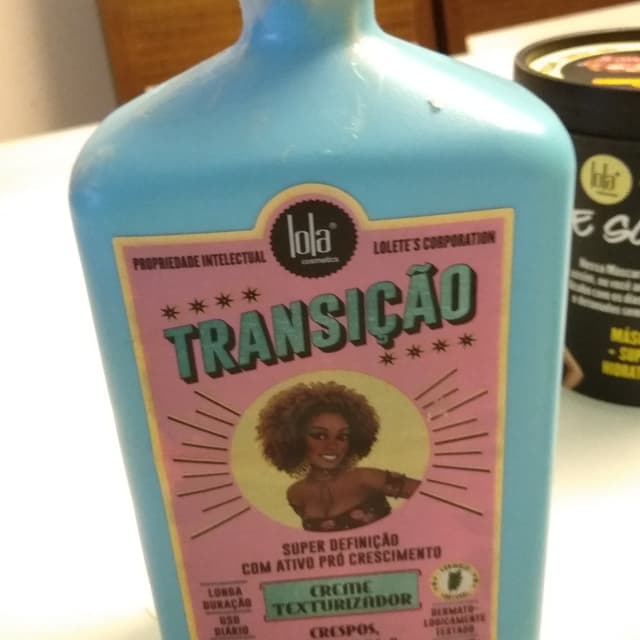 lola®
cosmetics
PROPRIEDADE INTELECTUAL
LOLETE'S CORPORATION
TRANSIÇÃO
SUPER DEFINIÇÃO
COM ATIVO PRÓ CRESCIMENTO
LONGA
DURAÇÃO
USO
DIÁRIO
CREME
TEXTURIZADOR
CRESPOS,
DERMATO-
LOGICAMENTE
TESTADO
lola
E
MÁS